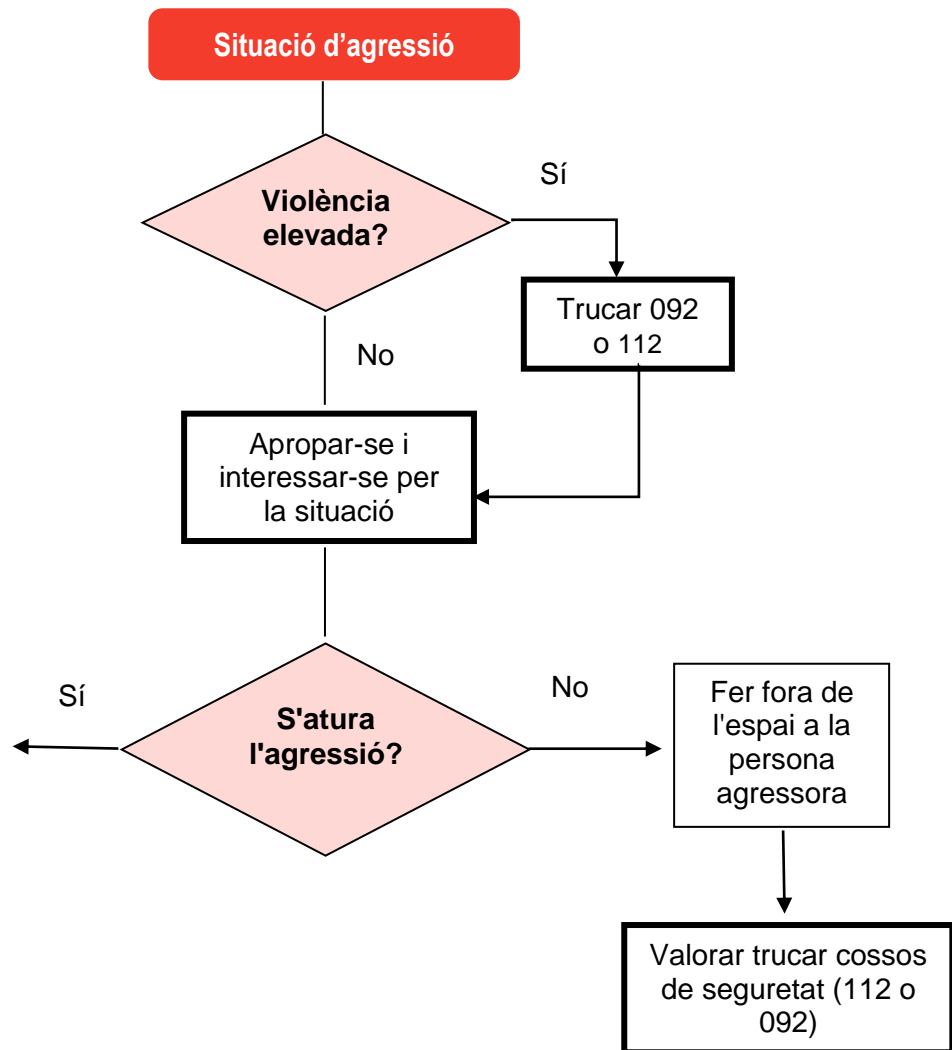 Situació d’agressió
Violència
elevada?
Sí
Trucar 092
o 112
No
Apropar-se i
interessar-se per
la situació
Sí
S'atura
l'agressió?
No
Fer fora de
l'espai a la
persona
agressora
Valorar trucar cossos
de seguretat (112 o
092)